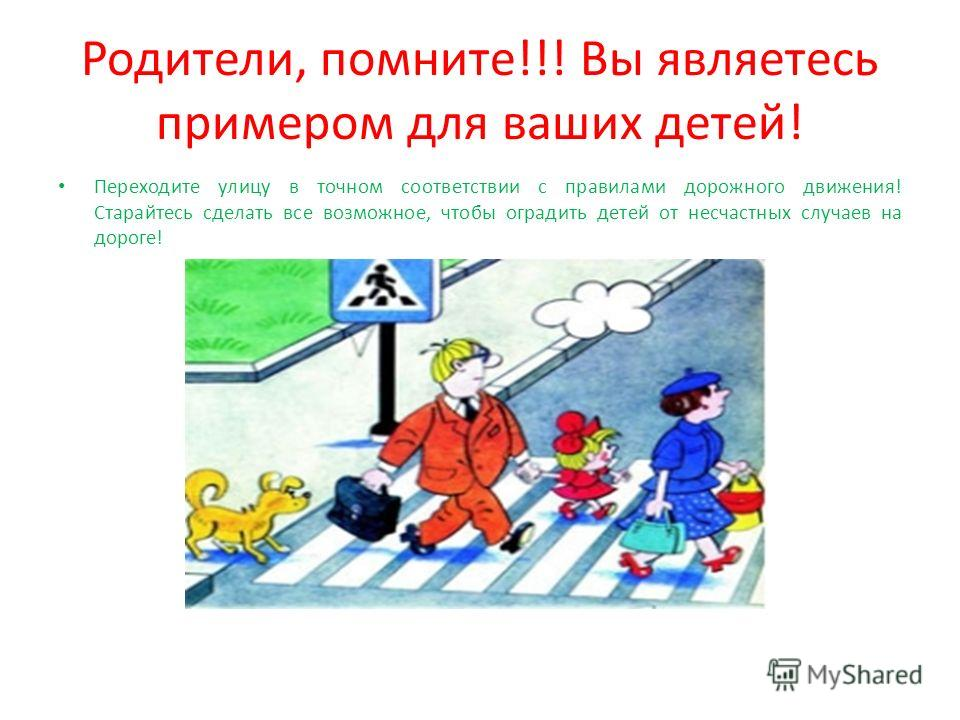 Родители, помните!!! Вы являетесь
примером для ваших детей!
• Переходите улицу в точном соответствии с правилами дорожного движения!
Старайтесь сделать все возможное, чтобы оградить детей от несчастных случаев на
дороге!
MyShared